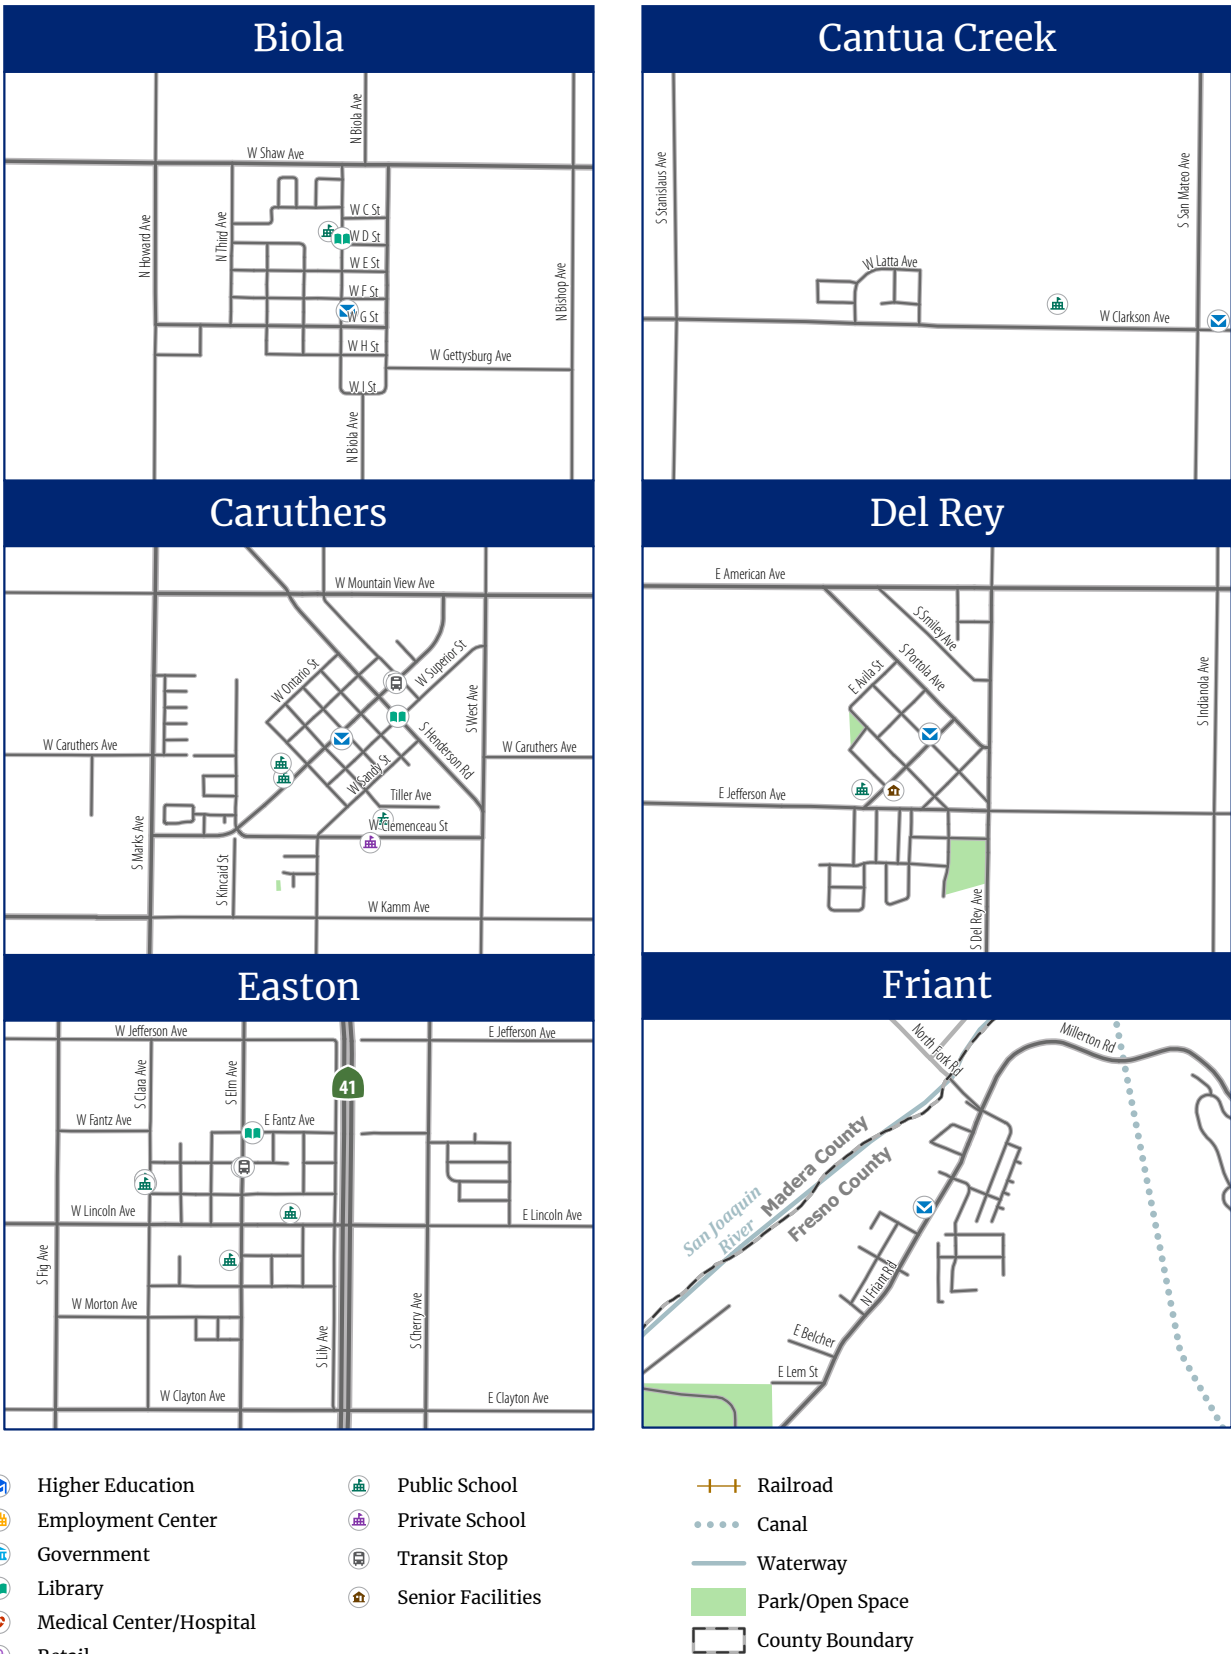 Biola
N Biola Ave
W Shaw Ave
N Howard Ave
N Third Ave
W C St
W D St
W E St
W F St
W G St
W H St
W I St
N Bishop Ave
W Gettysburg Ave
N Biola Ave
Cantua Creek
S Stanislaus Ave
S San Mateo Ave
W Latta Ave
W Clarkson Ave
Caruthers
W Mountain View Ave
W Ontario St
W Superior St
S West Ave
S Henderson Rd
W Caruthers Ave
W Caruthers Ave
W Sandy St
Tiller Ave
W Clemenceau St
S Marks Ave
S Kincaid St
W Kamm Ave
Del Rey
E American Ave
S Smiley Ave
S Portola Ave
E Avila St
S Indianola Ave
E Jefferson Ave
S Del Rey Ave
Easton
W Jefferson Ave
E Jefferson Ave
S Clara Ave
S Elm Ave
41
W Fantz Ave
E Fantz Ave
W Lincoln Ave
E Lincoln Ave
S Fig Ave
W Morton Ave
S Lily Ave
S Cherry Ave
W Clayton Ave
E Clayton Ave
Friant
North Fork Rd
Millerton Rd
Madera County
Fresno County
San Joaquin
River
N Friant Rd
E Belcher
E Lem St
Higher Education
Employment Center
Government
Library
Medical Center/Hospital
Retail
Public School
Private School
Transit Stop
Senior Facilities
Railroad
Canal
Waterway
Park/Open Space
County Boundary